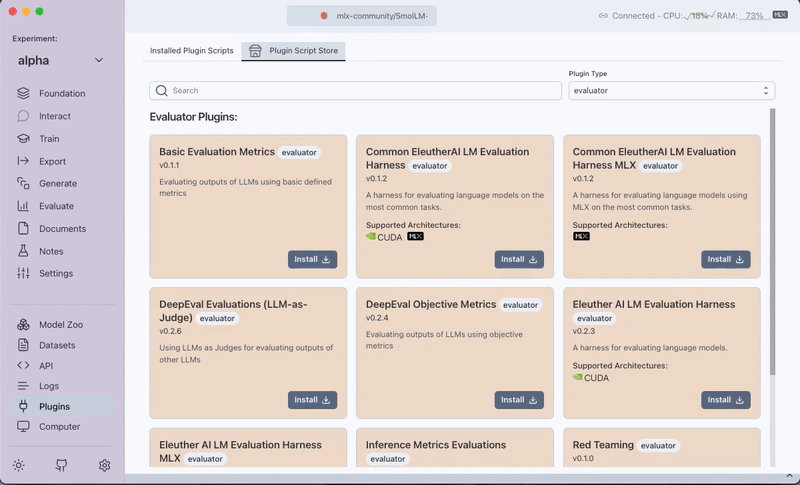 mlx-community/SmolLM-
Connected - CPU: 18% RAM: 73% MLX
Experiment:
alpha
Foundation
Interact
Train
Export
Generate
Evaluate
Documents
Notes
Settings
Model Zoo
Datasets
API
Logs
Plugins
Computer
Installed Plugin Scripts
Plugin Script Store
Search
Plugin Type
evaluator
Evaluator Plugins:
Basic Evaluation Metrics evaluator
v0.1.1
Evaluating outputs of LLMs using basic defined
metrics
Install
Common EleutherAI LM Evaluation
Harness evaluator
v0.1.2
A harness for evaluating language models on the
most common tasks.
Supported Architectures:
CUDA MLX
Install
Common EleutherAI LM Evaluation
Harness MLX evaluator
v0.1.2
A harness for evaluating language models using
MLX on the most common tasks.
Supported Architectures:
MLX
Install
DeepEval Evaluations (LLM-as-
Judge) evaluator
v0.2.6
Using LLMs as Judges for evaluating outputs of
other LLMs
Install
DeepEval Objective Metrics evaluator
v0.2.4
Evaluating outputs of LLMs using objective
metrics
Install
Eleuther AI LM Evaluation Harness
evaluator
v0.2.3
A harness for evaluating language models.
Supported Architectures:
CUDA
Install
Eleuther AI LM Evaluation Harness
MLX evaluator
Inference Metrics Evaluations
evaluator
Red Teaming evaluator
v0.1.0